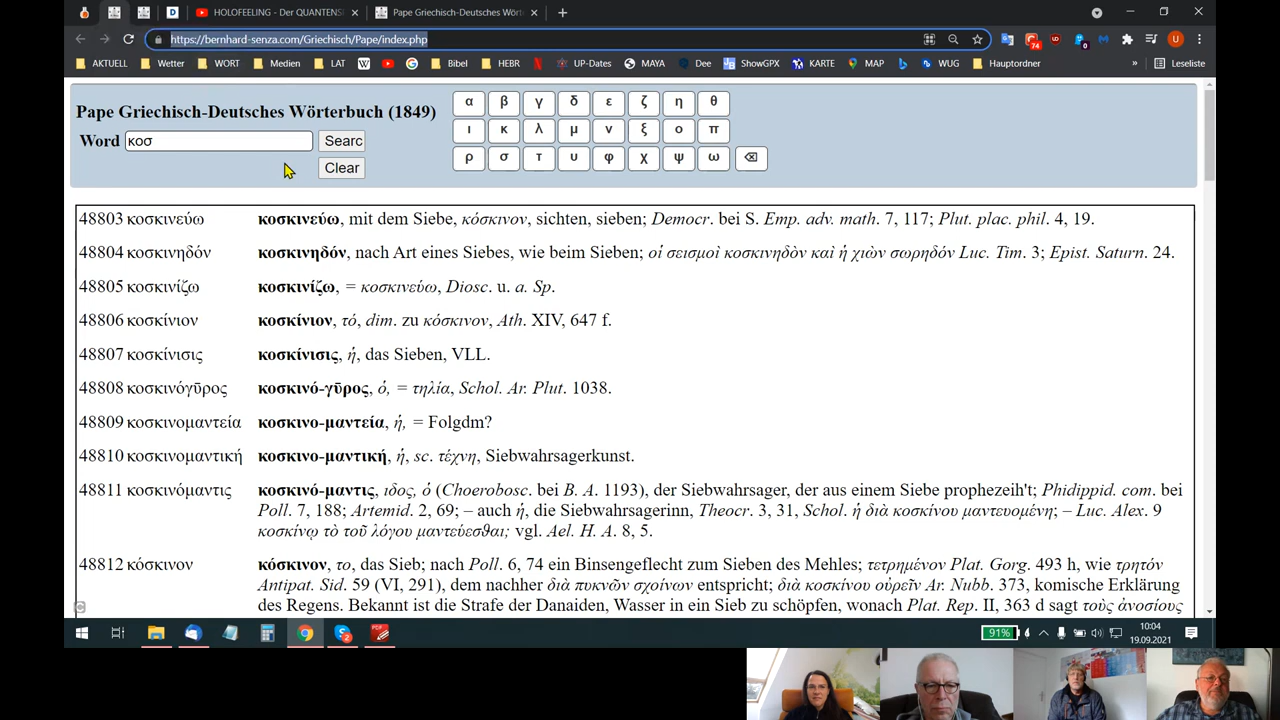 HOLOFEELING - Der QUANTENS
Pape Griechisch-Deutsches Wört
https://bernhard-senza.com/Griechisch/Pape/index.php
74
0
U
AKTUELL Wetter WORT Medien LAT Bibel HEBR UP-Dates MAYA Dee ShowGPX KARTE MAP WUG Hauptordner » Leseliste
Pape Griechisch-Deutsches Wörterbuch (1849)
Word κοσ Searc
Clear
α β γ δ ε ζ η θ
ι κ λ μ ν ξ ο π
ρ σ τ υ φ χ ψ ω
48803 κοσκινεύω κοσκινεύω, mit dem Siebe, κόσκινον, sichten, sieben; Democr. bei S. Emp. adv. math. 7, 117; Plut. plac. phil. 4, 19.
48804 κοσκινηδόν κοσκινηδόν, nach Art eines Siebes, wie beim Sieben; οἱ σεισμοὶ κοσκινηδὸν καὶ ἡ χιὼν σωρηδόν Luc. Tim. 3; Epist. Saturn. 24.
48805 κοσκινίζω κοσκινίζω, = κοσκινεύω, Diosc. u. a. Sp.
48806 κοσκίνιον κοσκίνιον, τό, dim. zu κόσκινον, Ath. XIV, 647 f.
48807 κοσκίνισις κοσκίνισις, ἡ, das Sieben, VLL.
48808 κοσκινόγῡρος κοσκινό-γῡρος, ὁ, = τηλία, Schol. Ar. Plut. 1038.
48809 κοσκινομαντεία κοσκινο-μαντεία, ἡ, = Folgdm?
48810 κοσκινομαντική κοσκινο-μαντική, ἡ, sc. τέχνη, Siebwahrsagerkunst.
48811 κοσκινόμαντις κοσκινό-μαντις, ιδος, ὁ (Choerobosc. bei B. A. 1193), der Siebwahrsager, der aus einem Siebe prophezeih't; Phidippid. com. bei
Poll. 7, 188; Artemid. 2, 69; – auch ἡ, die Siebwahrsagerinn, Theocr. 3, 31, Schol. ἡ διὰ κοσκίνου μαντευομένη; – Luc. Alex. 9
κοσκίνῳ τὸ τοῦ λόγου μαντεύεσθαι; vgl. Ael. H. A. 8, 5.
48812 κόσκινον κόσκινον, το, das Sieb; nach Poll. 6, 74 ein Binsengeflecht zum Sieben des Mehles; τετρημένον Plat. Gorg. 493 h, wie τρητόν
Antipat. Sid. 59 (VI, 291), dem nachher διὰ πυκνῶν σχοίνων entspricht; διὰ κοσκίνου οὐρεῖν Ar. Nubb. 373, komische Erklärung
des Regens. Bekannt ist die Strafe der Danaiden, Wasser in ein Sieb zu schöpfen, wonach Plat. Rep. II, 363 d sagt τοὺς ἀνοσίους
91% 10:04
19.09.2021